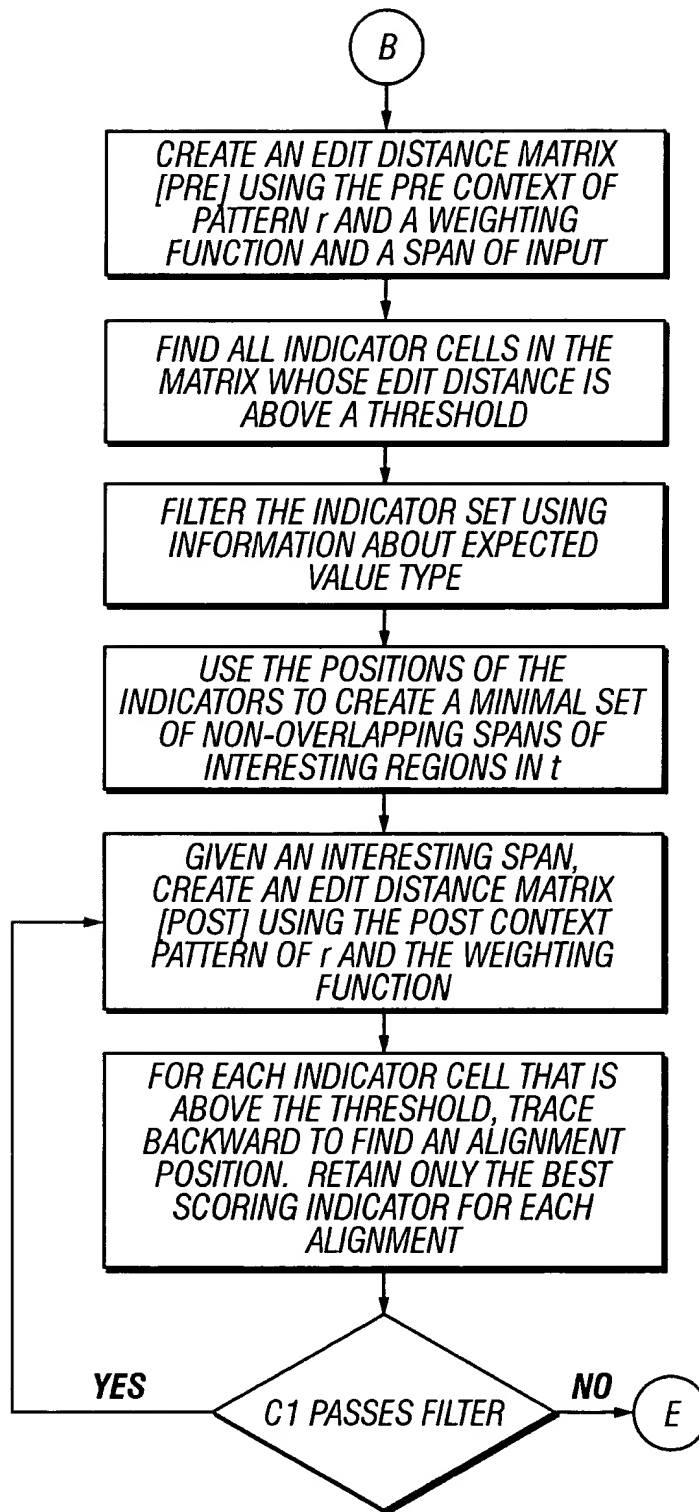 B
CREATE AN EDIT DISTANCE MATRIX
[PRE] USING THE PRE CONTEXT OF
PATTERN r AND A WEIGHTING
FUNCTION AND A SPAN OF INPUT
FIND ALL INDICATOR CELLS IN THE
MATRIX WHOSE EDIT DISTANCE IS
ABOVE A THRESHOLD
FILTER THE INDICATOR SET USING
INFORMATION ABOUT EXPECTED
VALUE TYPE
USE THE POSITIONS OF THE
INDICATORS TO CREATE A MINIMAL SET
OF NON-OVERLAPPING SPANS OF
INTERESTING REGIONS IN t
GIVEN AN INTERESTING SPAN,
CREATE AN EDIT DISTANCE MATRIX
[POST] USING THE POST CONTEXT
PATTERN OF r AND THE WEIGHTING
FUNCTION
FOR EACH INDICATOR CELL THAT IS
ABOVE THE THRESHOLD, TRACE
BACKWARD TO FIND AN ALIGNMENT
POSITION. RETAIN ONLY THE BEST
SCORING INDICATOR FOR EACH
ALIGNMENT
YES
C1 PASSES FILTER
NO
E